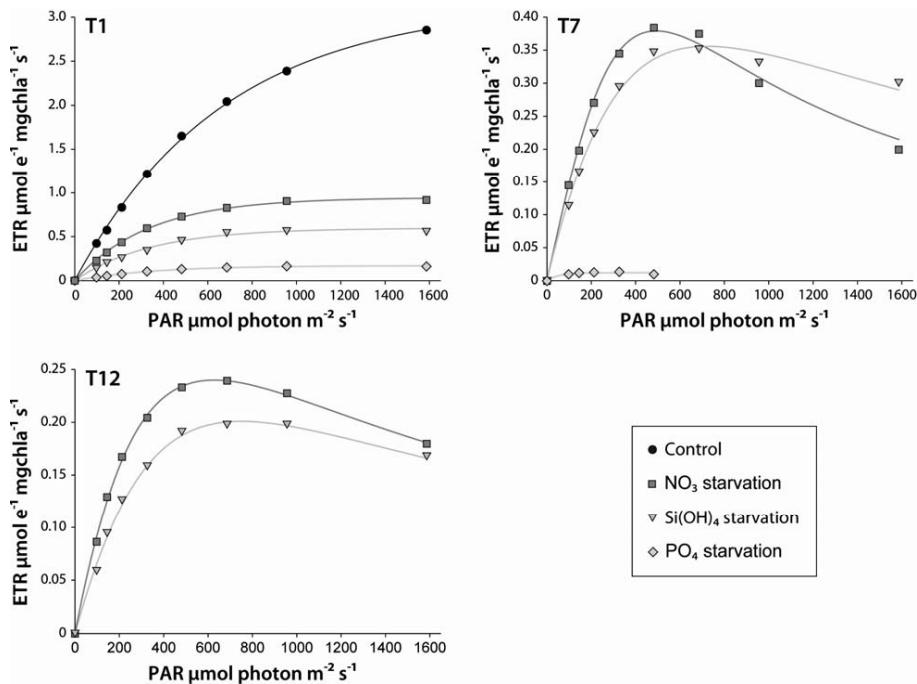 T1
ETR µmol e⁻¹ mgchla⁻¹ s⁻¹
3.0
2.5
2.0
1.5
1.0
0.5
0
0 200 400 600 800 1000 1200 1400 1600
PAR µmol photon m⁻² s⁻¹
T7
ETR µmol e⁻¹ mgchla⁻¹ s⁻¹
0.40
0.35
0.30
0.25
0.20
0.15
0.10
0.05
0
0 200 400 600 800 1000 1200 1400 1600
PAR µmol photon m⁻² s⁻¹
T12
ETR µmol e⁻¹ mgchla⁻¹ s⁻¹
0.25
0.20
0.15
0.10
0.05
0
0 200 400 600 800 1000 1200 1400 1600
PAR µmol photon m⁻² s⁻¹
Control
NO₃ starvation
Si(OH)₄ starvation
PO₄ starvation